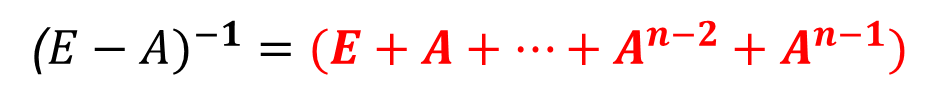 (E − A)⁻¹ = (E + A + ⋯ + Aⁿ⁻² + Aⁿ⁻¹)